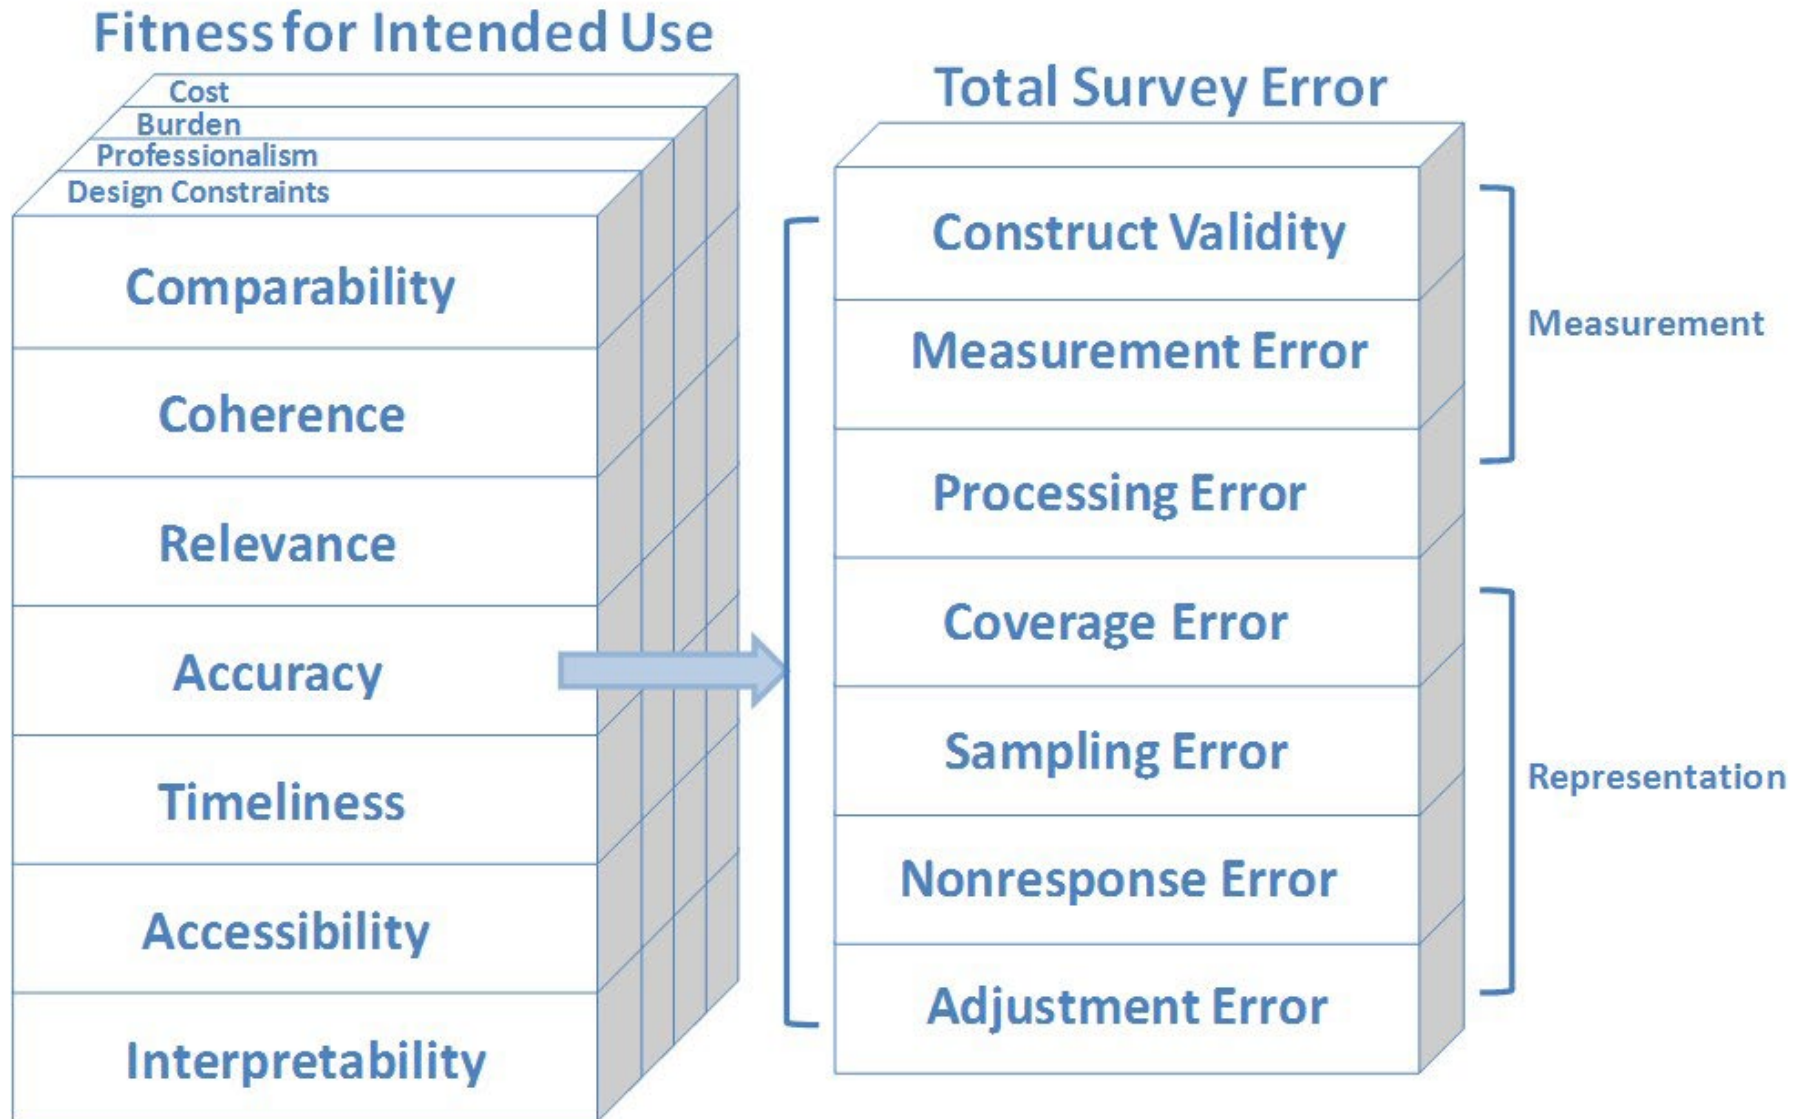 Fitness for Intended Use
Cost
Burden
Professionalism
Design Constraints
Comparability
Coherence
Relevance
Accuracy
Timeliness
Accessibility
Interpretability
Total Survey Error
Construct Validity
Measurement Error
Processing Error
Coverage Error
Sampling Error
Nonresponse Error
Adjustment Error
Measurement
Representation